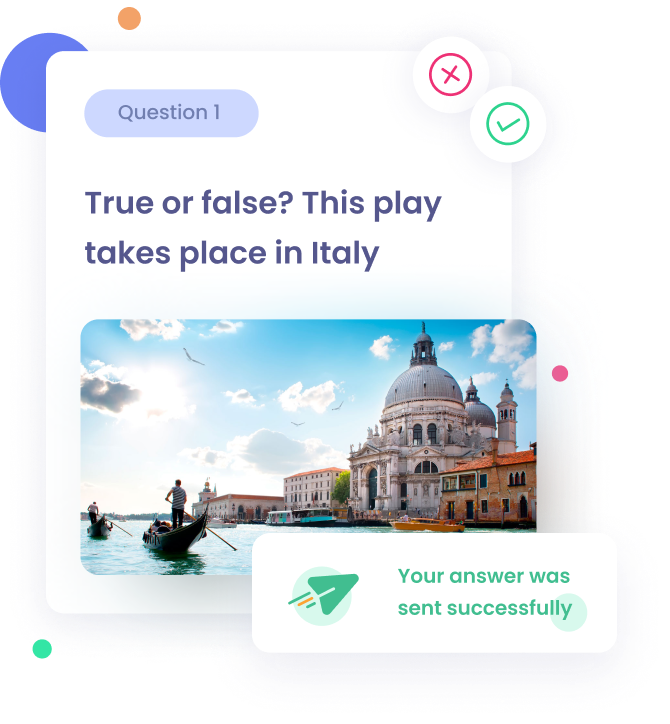 Question 1
True or false? This play
takes place in Italy
Your answer was
sent successfully